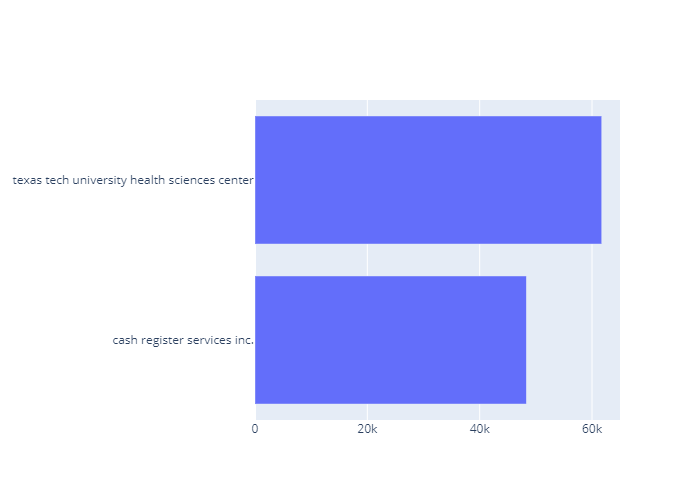 texas tech university health sciences center
cash register services inc.
0 20k 40k 60k